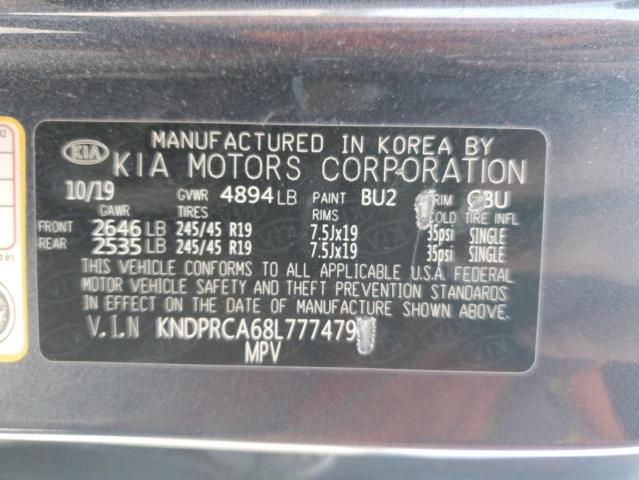 KIA MANUFACTURED IN KOREA BY
KIA MOTORS CORPORATION
10/19 GVWR 4894 LB PAINT BU2
GAWR TIRES RIMS COLD TIRE INFL
FRONT 2646 LB 245/45 R19 7.5Jx19 35psi SINGLE
REAR 2535 LB 245/45 R19 7.5Jx19 35psi SINGLE
THIS VEHICLE CONFORMS TO ALL APPLICABLE U.S.A. FEDERAL
MOTOR VEHICLE SAFETY AND THEFT PREVENTION STANDARDS
IN EFFECT ON THE DATE OF MANUFACTURE SHOWN ABOVE.
V.I.N KNDPRCA68L777479
MPV